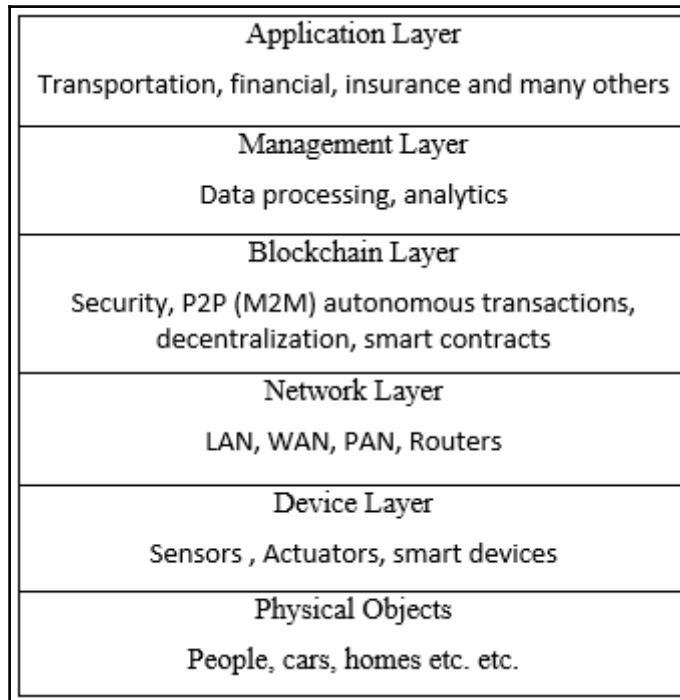 Application Layer
Transportation, financial, insurance and many others
Management Layer
Data processing, analytics
Blockchain Layer
Security, P2P (M2M) autonomous transactions,
decentralization, smart contracts
Network Layer
LAN, WAN, PAN, Routers
Device Layer
Sensors , Actuators, smart devices
Physical Objects
People, cars, homes etc. etc.